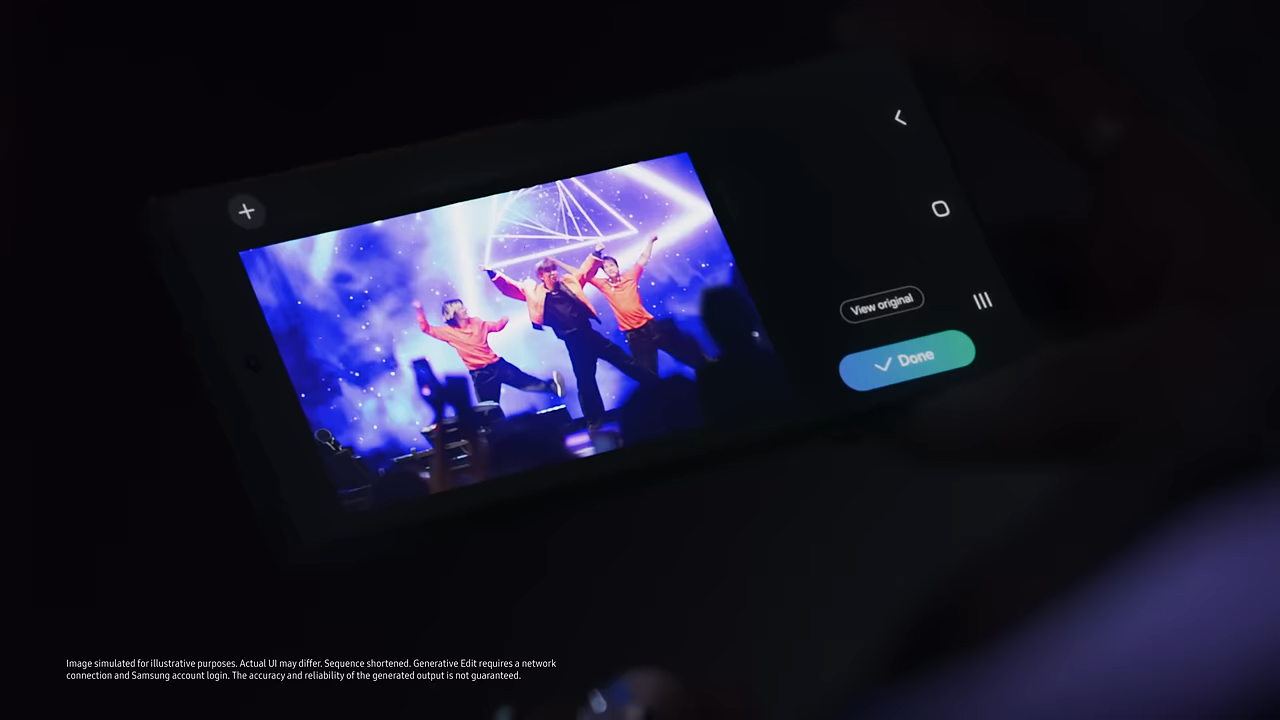 View original
Done
Image simulated for illustrative purposes. Actual UI may differ. Sequence shortened. Generative Edit requires a network
connection and Samsung account login. The accuracy and reliability of the generated output is not guaranteed.